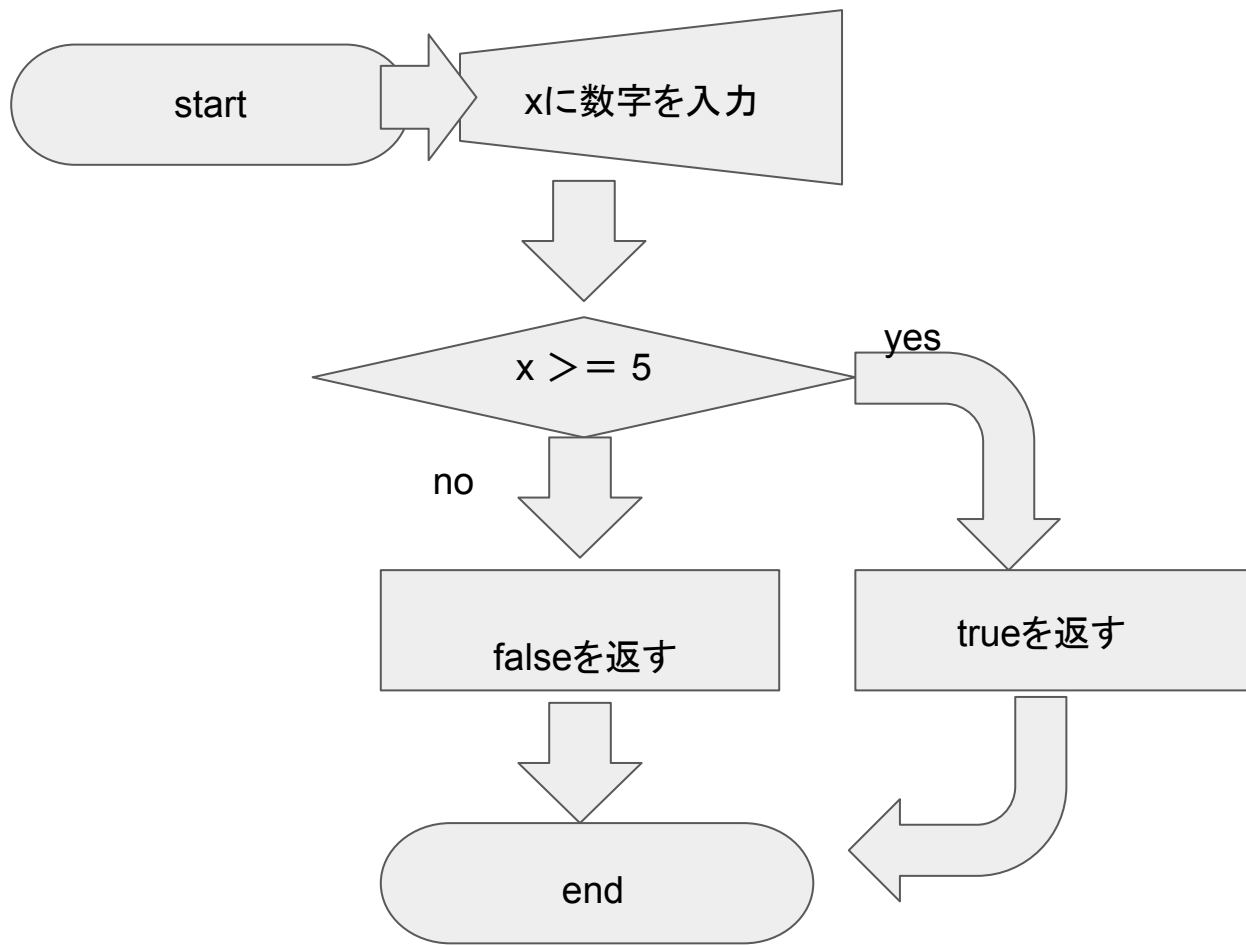 start
xに数字を入力
x ＞＝ 5
yes
no
falseを返す
trueを返す
end